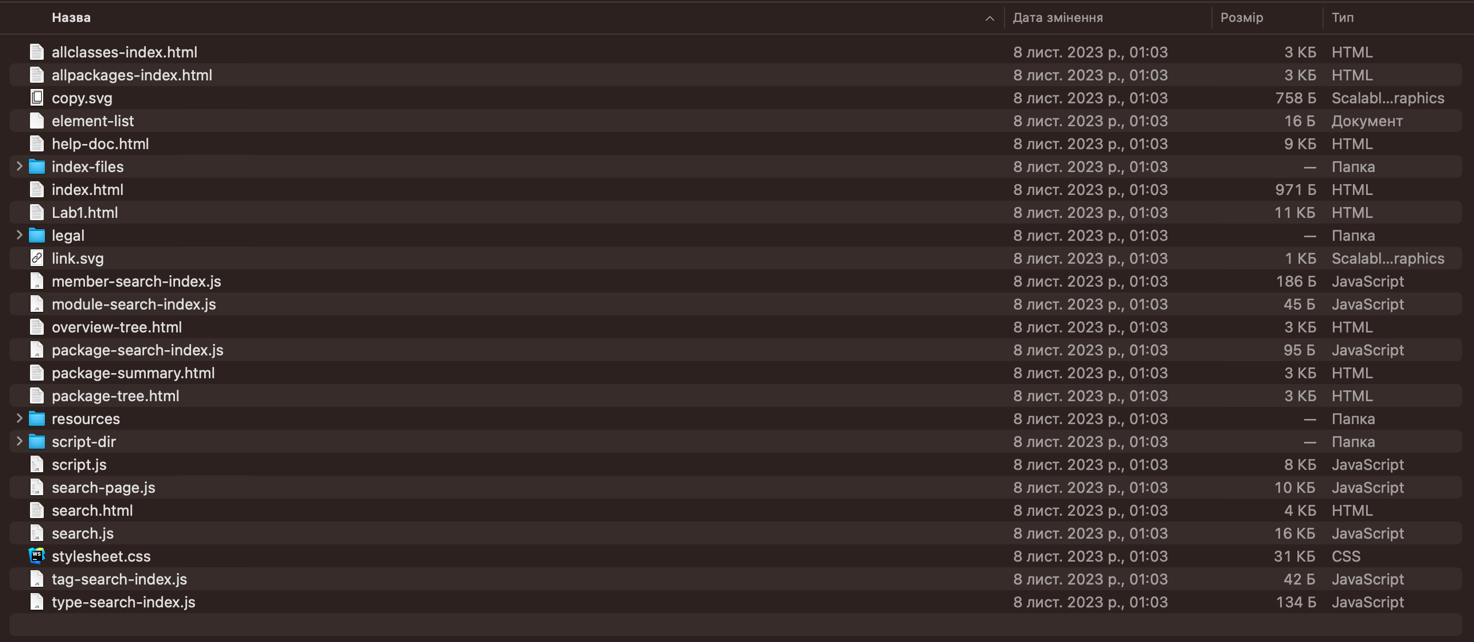 Назва Дата змінення Розмір Тип
allclasses-index.html 8 лист. 2023 р., 01:03 3 КБ HTML
allpackages-index.html 8 лист. 2023 р., 01:03 3 КБ HTML
copy.svg 8 лист. 2023 р., 01:03 758 Б Scalabl...raphics
element-list 8 лист. 2023 р., 01:03 16 Б Документ
help-doc.html 8 лист. 2023 р., 01:03 9 КБ HTML
index-files 8 лист. 2023 р., 01:03 — Папка
index.html 8 лист. 2023 р., 01:03 971 Б HTML
Lab1.html 8 лист. 2023 р., 01:03 11 КБ HTML
legal 8 лист. 2023 р., 01:03 — Папка
link.svg 8 лист. 2023 р., 01:03 1 КБ Scalabl...raphics
member-search-index.js 8 лист. 2023 р., 01:03 186 Б JavaScript
module-search-index.js 8 лист. 2023 р., 01:03 45 Б JavaScript
overview-tree.html 8 лист. 2023 р., 01:03 3 КБ HTML
package-search-index.js 8 лист. 2023 р., 01:03 95 Б JavaScript
package-summary.html 8 лист. 2023 р., 01:03 3 КБ HTML
package-tree.html 8 лист. 2023 р., 01:03 3 КБ HTML
resources 8 лист. 2023 р., 01:03 — Папка
script-dir 8 лист. 2023 р., 01:03 — Папка
script.js 8 лист. 2023 р., 01:03 8 КБ JavaScript
search-page.js 8 лист. 2023 р., 01:03 10 КБ JavaScript
search.html 8 лист. 2023 р., 01:03 4 КБ HTML
search.js 8 лист. 2023 р., 01:03 16 КБ JavaScript
stylesheet.css 8 лист. 2023 р., 01:03 31 КБ CSS
tag-search-index.js 8 лист. 2023 р., 01:03 42 Б JavaScript
type-search-index.js 8 лист. 2023 р., 01:03 134 Б JavaScript